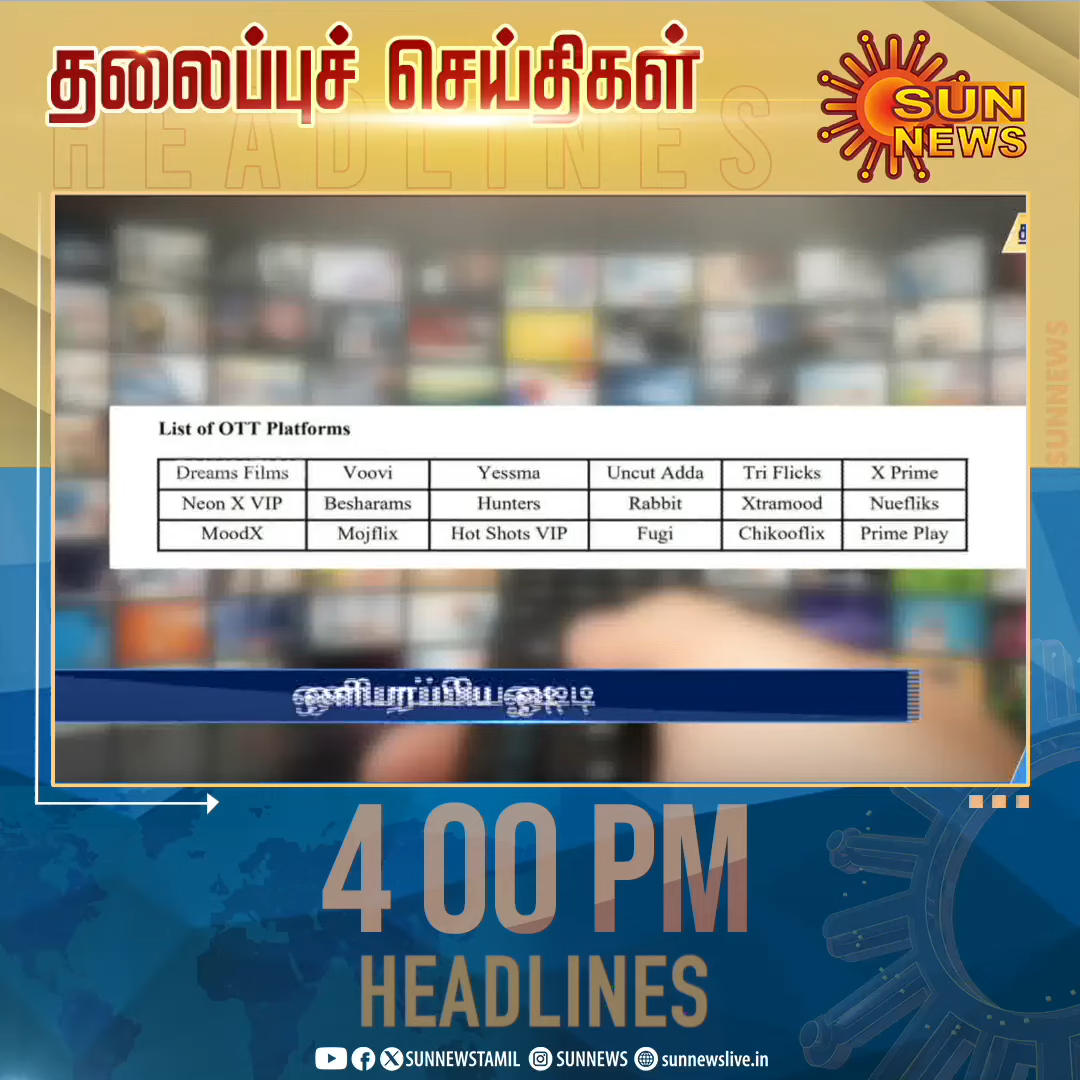 தலைப்புச் செய்திகள்
HEADLINES
SUN
NEWS
SUNNEWS
List of OTT Platforms
Dreams Films Voovi Yessma Uncut Adda Tri Flicks X Prime
Neon X VIP Besharams Hunters Rabbit Xtramood Nuefliks
MoodX Mojflix Hot Shots VIP Fugi Chikooflix Prime Play
4 00 PM
HEADLINES
SUNNEWSTAMIL SUNNEWS sunnewslive.in